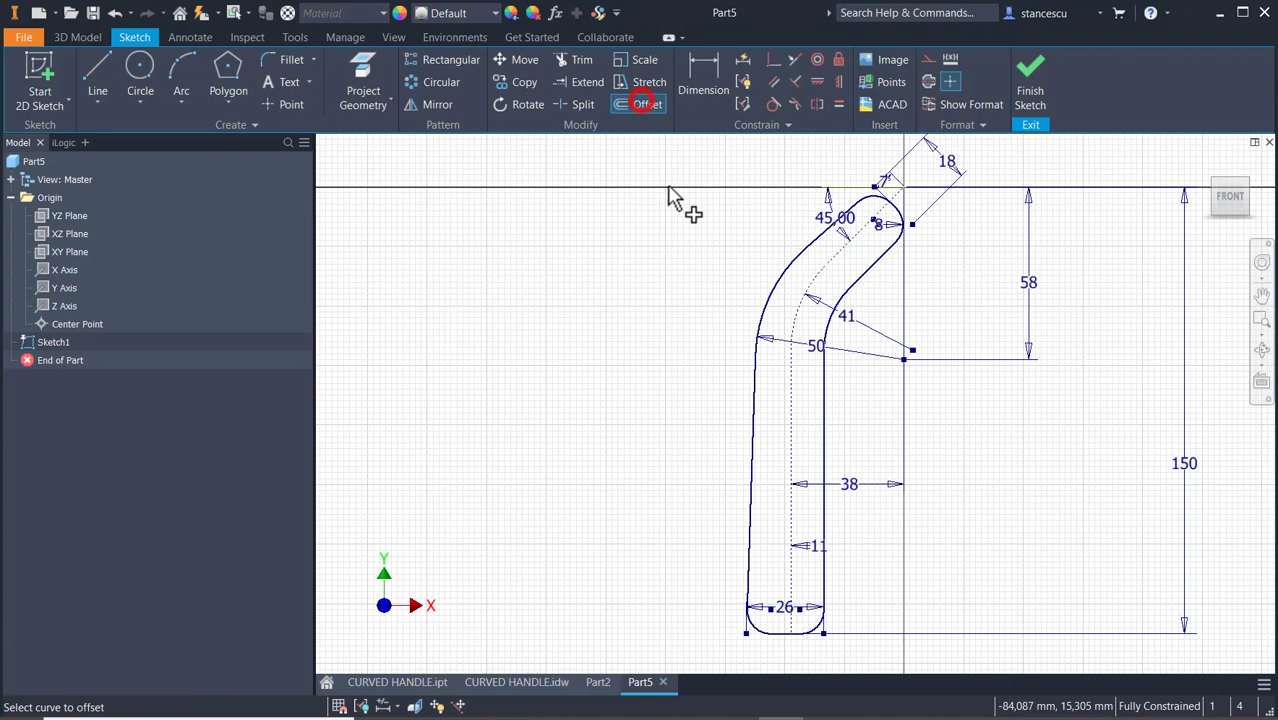 Material
Default
Part5
Search Help & Commands...
stancescu
File
3D Model
Sketch
Annotate
Inspect
Tools
Manage
View
Environments
Get Started
Collaborate
Start
2D Sketch
Line
Circle
Arc
Polygon
Fillet
Text
Point
Project
Geometry
Rectangular
Circular
Mirror
Move
Copy
Rotate
Trim
Extend
Split
Scale
Stretch
Offset
Dimension
Image
Points
ACAD
Show Format
Finish
Sketch
Sketch
Create
Pattern
Modify
Constrain
Insert
Format
Exit
Model
iLogic
Part5
View: Master
Origin
YZ Plane
XZ Plane
XY Plane
X Axis
Y Axis
Z Axis
Center Point
Sketch1
End of Part
18
45,00
8
58
41
50
150
38
11
26
FRONT
Y
X
CURVED HANDLE.ipt
CURVED HANDLE.idw
Part2
Part5
Select curve to offset
-84,087 mm, 15,305 mm
Fully Constrained
1
4